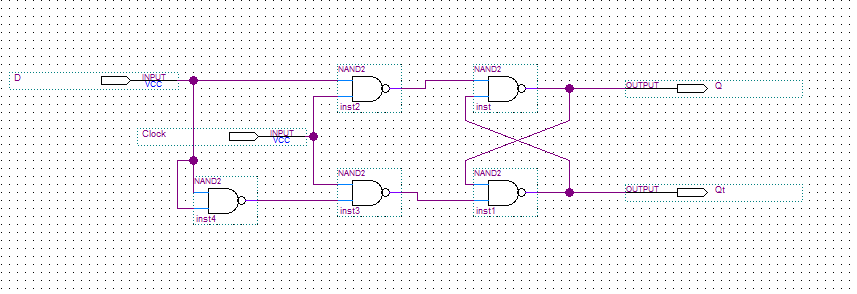 D
INPUT
VCC
NAND2
inst2
NAND2
inst
OUTPUT
Q
Clock
INPUT
VCC
NAND2
inst4
NAND2
inst3
NAND2
inst1
OUTPUT
Qt